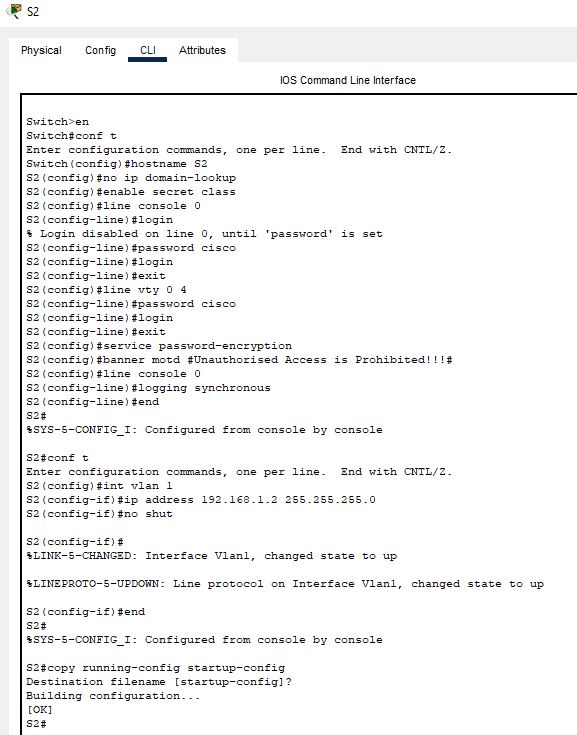 S2
Physical Config CLI Attributes
IOS Command Line Interface
Switch>en
Switch#conf t
Enter configuration commands, one per line.  End with CNTL/Z.
Switch(config)#hostname S2
S2(config)#no ip domain-lookup
S2(config)#enable secret class
S2(config)#line console 0
S2(config-line)#login
% Login disabled on line 0, until 'password' is set
S2(config-line)#password cisco
S2(config-line)#login
S2(config-line)#exit
S2(config)#line vty 0 4
S2(config-line)#password cisco
S2(config-line)#login
S2(config-line)#exit
S2(config)#service password-encryption
S2(config)#banner motd #Unauthorised Access is Prohibited!!!#
S2(config)#line console 0
S2(config-line)#logging synchronous
S2(config-line)#end
S2#
%SYS-5-CONFIG_I: Configured from console by console
S2#conf t
Enter configuration commands, one per line.  End with CNTL/Z.
S2(config)#int vlan 1
S2(config-if)#ip address 192.168.1.2 255.255.255.0
S2(config-if)#no shut
S2(config-if)#
%LINK-5-CHANGED: Interface Vlan1, changed state to up
%LINEPROTO-5-UPDOWN: Line protocol on Interface Vlan1, changed state to up
S2(config-if)#end
S2#
%SYS-5-CONFIG_I: Configured from console by console
S2#copy running-config startup-config
Destination filename [startup-config]?
Building configuration...
[OK]
S2#